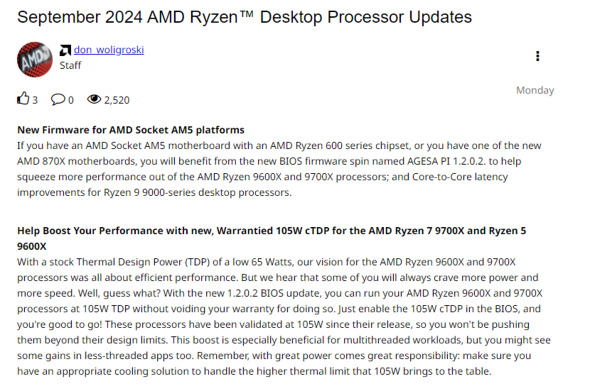 September 2024 AMD Ryzen™ Desktop Processor Updates
AMD
don_woligroski
Staff
3 0 2,520
Monday
New Firmware for AMD Socket AM5 platforms
If you have an AMD Socket AM5 motherboard with an AMD Ryzen 600 series chipset, or you have one of the new
AMD 870X motherboards, you will benefit from the new BIOS firmware spin named AGESA PI 1.2.0.2. to help
squeeze more performance out of the AMD Ryzen 9600X and 9700X processors; and Core-to-Core latency
improvements for Ryzen 9 9000-series desktop processors.
Help Boost Your Performance with new, Warrantied 105W cTDP for the AMD Ryzen 7 9700X and Ryzen 5
9600X
With a stock Thermal Design Power (TDP) of a low 65 Watts, our vision for the AMD Ryzen 9600X and 9700X
processors was all about efficient performance. But we hear that some of you will always crave more power and
more speed. Well, guess what? With the new 1.2.0.2 BIOS update, you can run your AMD Ryzen 9600X and 9700X
processors at 105W TDP without voiding your warranty for doing so. Just enable the 105W cTDP in the BIOS, and
you're good to go! These processors have been validated at 105W since their release, so you won't be pushing
them beyond their design limits. This boost is especially beneficial for multithreaded workloads, but you might see
some gains in less-threaded apps too. Remember, with great power comes great responsibility: make sure you
have an appropriate cooling solution to handle the higher thermal limit that 105W brings to the table.